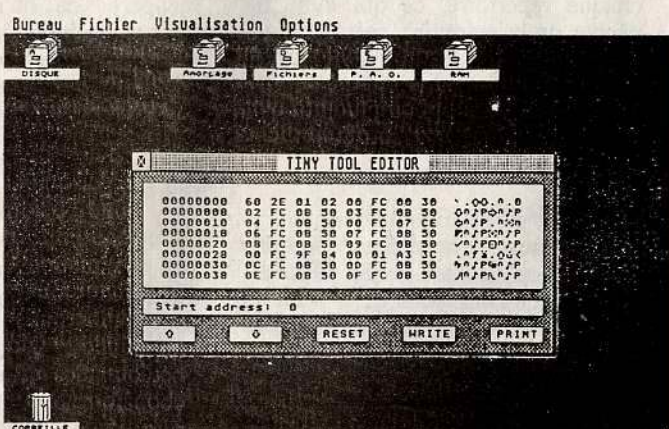 Bureau Fichier Visualisation Options
DISQUE Amorçage Fichiers P. A. O. RAM
TINY TOOL EDITOR
00000000 60 2E 01 02 00 FC 00 30
00000008 02 FC 0B 50 03 FC 0B 50
00000010 04 FC 0B 50 00 FC 07 CE
00000018 06 FC 0B 50 07 FC 0B 50
00000020 08 FC 0B 50 09 FC 0B 50
00000028 00 FC 9F 84 00 01 A3 3C
00000030 0C FC 0B 50 0D FC 0B 50
00000038 0E FC 0B 50 0F FC 0B 50
Start address: 0
RESET WRITE PRINT
CORBEILLE